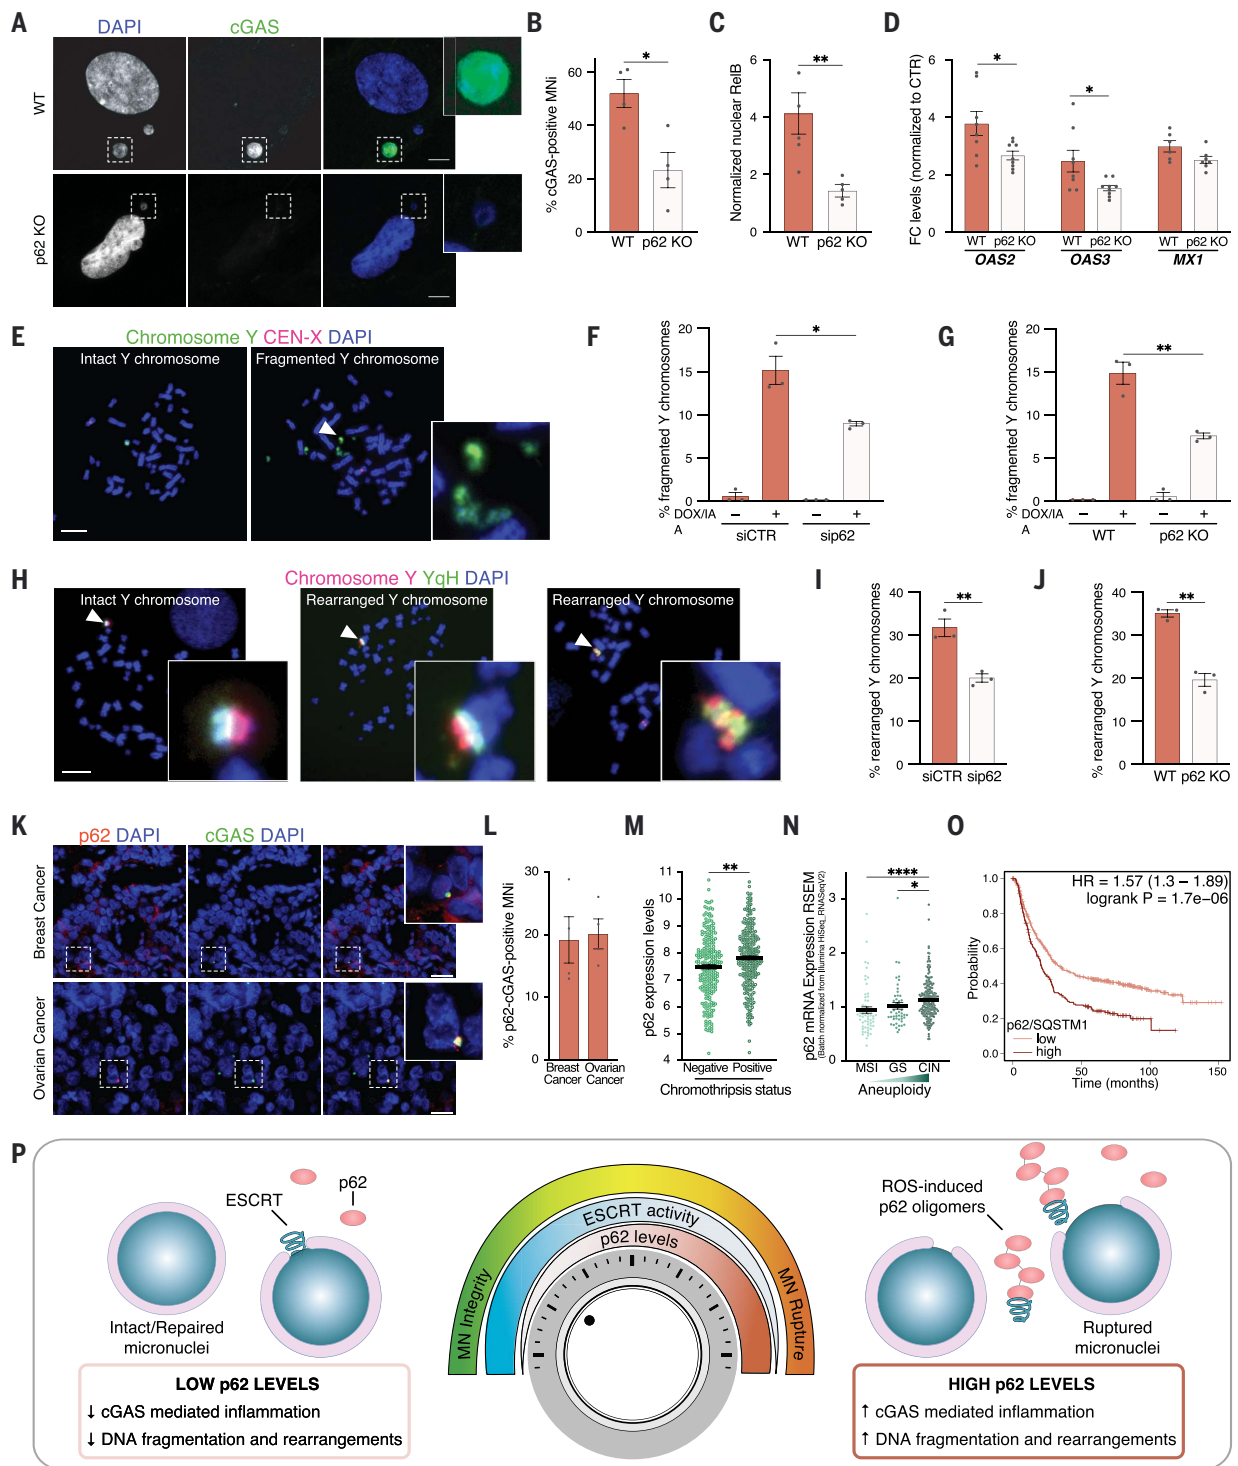 A
DAPI
cGAS
WT
p62 KO
B
% cGAS-positive MNi
60
40
20
0
*
WT p62 KO
C
Normalized nuclear RelB
6
4
2
0
**
WT p62 KO
D
FC levels (normalized to CTR)
6
4
2
0
*
*
WT p62 KO
WT p62 KO
WT p62 KO
OAS2
OAS3
MX1
E
Chromosome Y CEN-X DAPI
Intact Y chromosome
Fragmented Y chromosome
F
% fragmented Y chromosomes
20
15
10
5
0
*
DOX/IA
A
− + − +
siCTR
sip62
G
% fragmented Y chromosomes
20
15
10
5
0
**
DOX/IA
A
− + − +
WT
p62 KO
H
Chromosome Y YqH DAPI
Intact Y chromosome
Rearranged Y chromosome
Rearranged Y chromosome
I
% rearranged Y chromosomes
40
30
20
10
0
**
siCTR sip62
J
% rearranged Y chromosomes
40
30
20
10
0
**
WT p62 KO
K
p62 DAPI
cGAS DAPI
Breast Cancer
Ovarian Cancer
L
% p62-cGAS-positive MNi
30
20
10
0
Breast Ovarian
Cancer Cancer
M
p62 expression levels
11
10
9
8
7
6
5
4
**
Negative Positive
Chromothripsis status
N
p62 mRNA Expression RSEM
(Batch normalized from Illumina HiSeq_RNASeqV2)
3
2
1
0
****
*
MSI GS CIN
Aneuploidy
O
Probability
1.0
0.8
0.6
0.4
0.2
0.0
HR = 1.57 (1.3 − 1.89)
logrank P = 1.7e−06
p62/SQSTM1
low
high
0 50 100 150
Time (months)
P
ESCRT
p62
Intact/Repaired
micronuclei
LOW p62 LEVELS
↓ cGAS mediated inflammation
↓ DNA fragmentation and rearrangements
MN Integrity
MN Rupture
ESCRT activity
p62 levels
ROS-induced
p62 oligomers
Ruptured
micronuclei
HIGH p62 LEVELS
↑ cGAS mediated inflammation
↑ DNA fragmentation and rearrangements